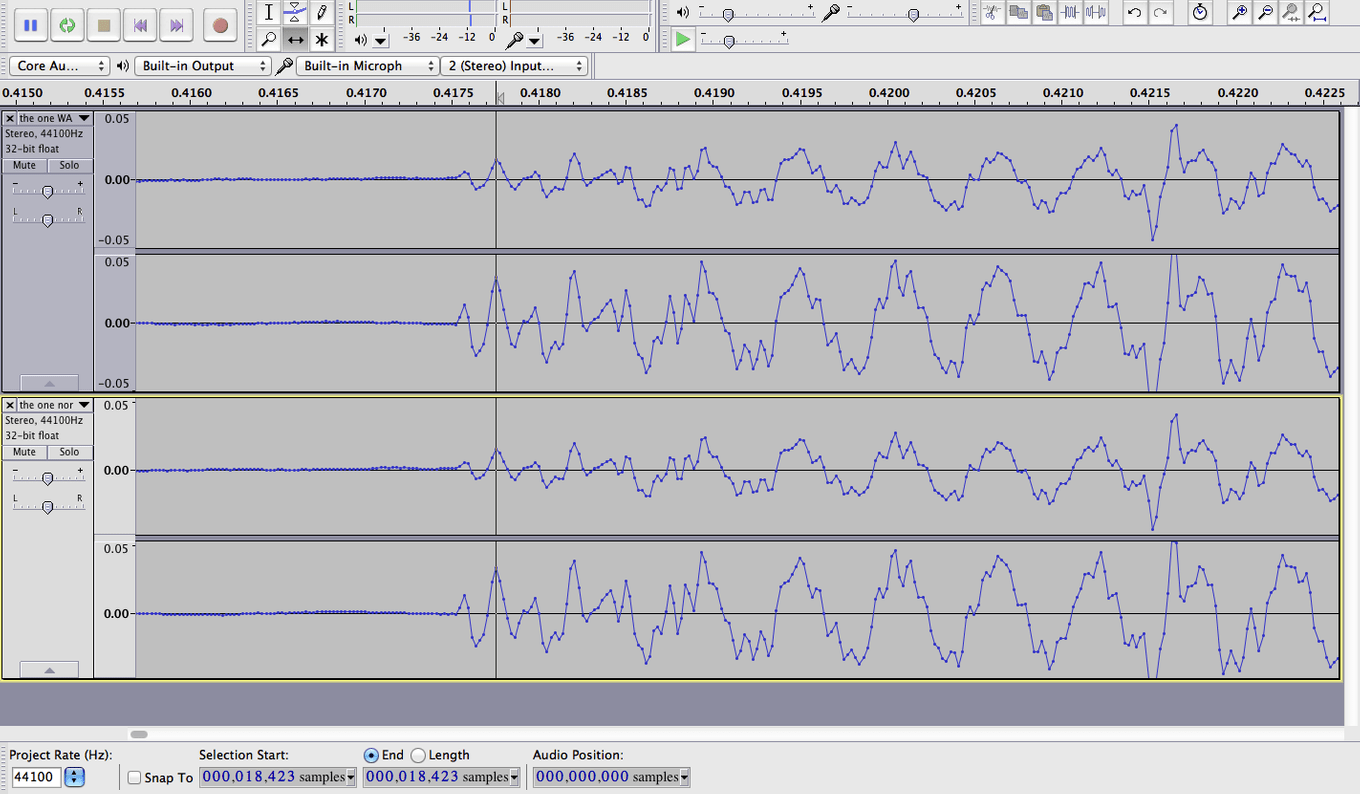 L
R
-36 -24 -12 0
L
R
-36 -24 -12 0
- +
- +
- +
Core Au...
Built-in Output
Built-in Microph
2 (Stereo) Input...
0.4150 0.4155 0.4160 0.4165 0.4170 0.4175 0.4180 0.4185 0.4190 0.4195 0.4200 0.4205 0.4210 0.4215 0.4220 0.4225
the one WA
Stereo, 44100Hz
32-bit float
Mute Solo
- +
L R
0.05
0.00
-0.05
0.05
0.00
-0.05
the one nor
Stereo, 44100Hz
32-bit float
Mute Solo
- +
L R
0.05
0.00
0.05
0.00
Project Rate (Hz):
44100
Snap To
Selection Start:
000,018,423 samples
End Length
000,018,423 samples
Audio Position:
000,000,000 samples